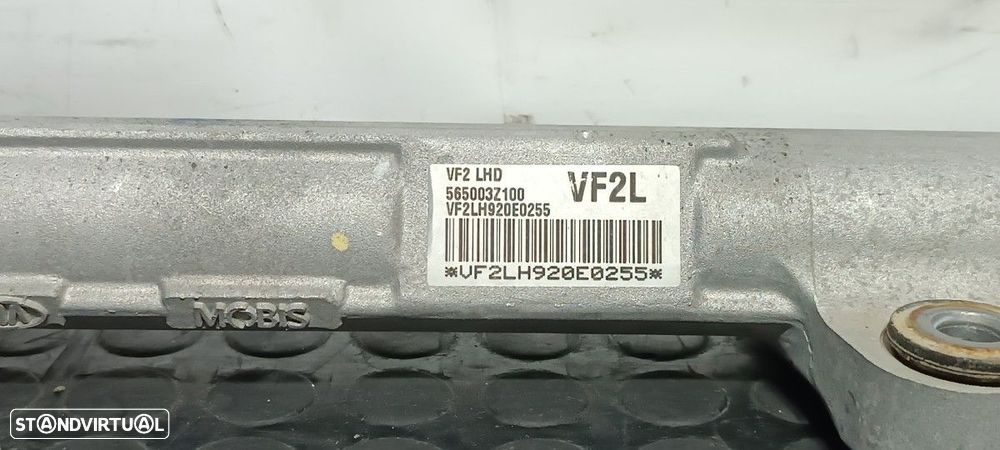 VF2 LHD
VF2L
565003Z100
VF2LH920E0255
*VF2LH920E0255*
MOBIS
STANDVIRTUAL